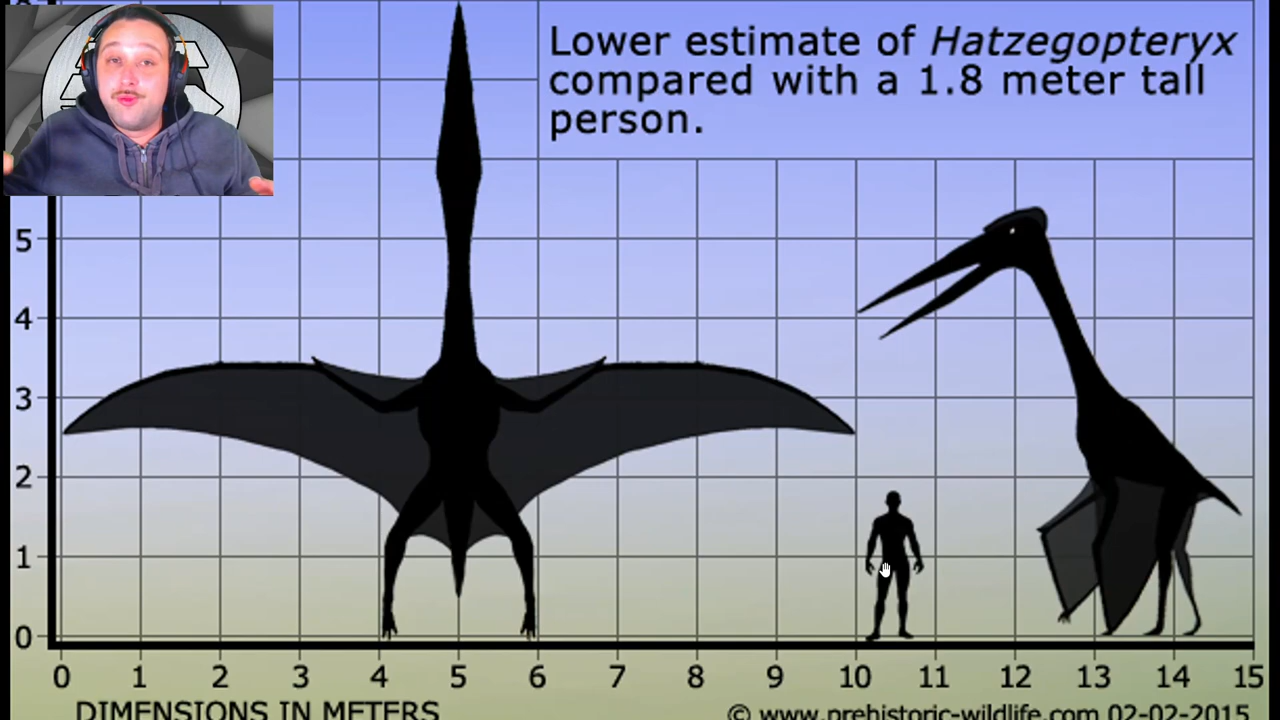 Lower estimate of Hatzegopteryx
compared with a 1.8 meter tall
person.
5
4
3
2
1
0
0 1 2 3 4 5 6 7 8 9 10 11 12 13 14 15
DIMENSIONS IN METERS
© www.prehistoric-wildlife.com 02-02-2015